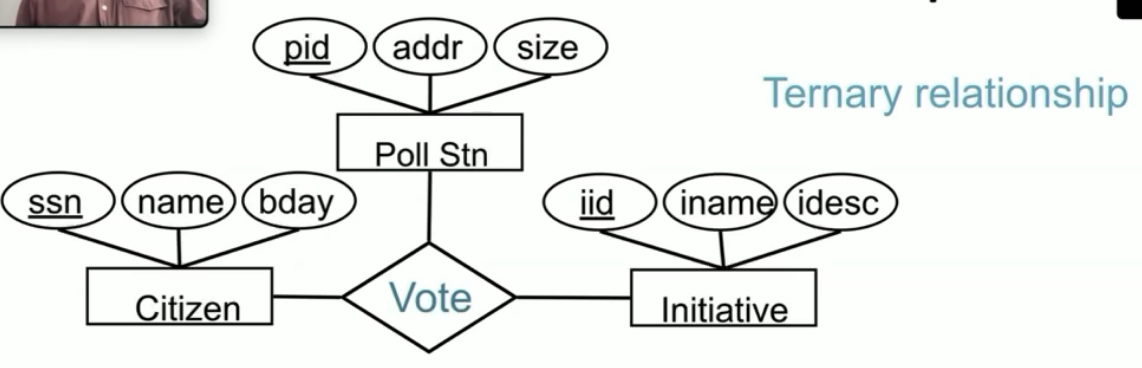 pid addr size
Ternary relationship
Poll Stn
ssn name bday
iid iname idesc
Citizen
Vote
Initiative